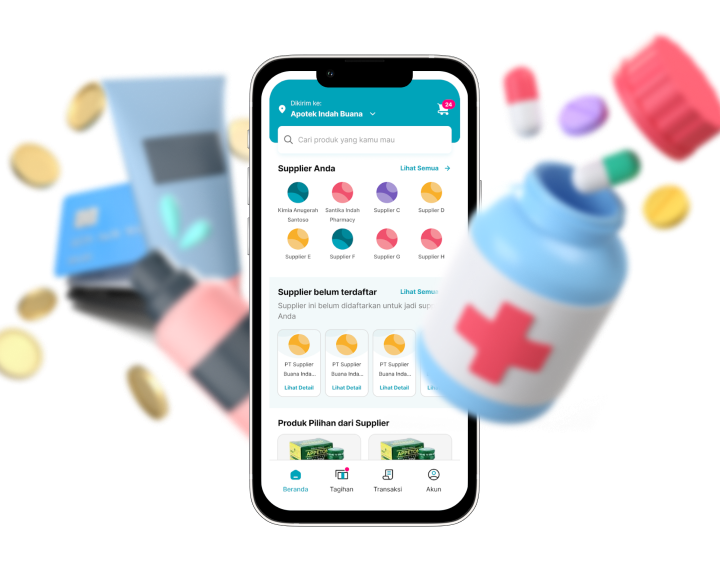 Dikirim ke:
Apotek Indah Buana
24
Cari produk yang kamu mau
Supplier Anda
Lihat Semua
Kimia Anugerah Santosa
Santika Indah Pharmacy
Supplier C
Supplier D
Supplier E
Supplier F
Supplier G
Supplier H
Supplier belum terdaftar
Lihat Semu
Supplier ini belum didaftarkan untuk jadi sup
Anda
PT Supplier
Buana Inda...
Lihat Detail
PT Supplier
Buana Inda...
Lihat Detail
PT Supplier
Buana Inda...
Lihat Detail
Produk Pilihan dari Supplier
Beranda
Tagihan
Transaksi
Akun